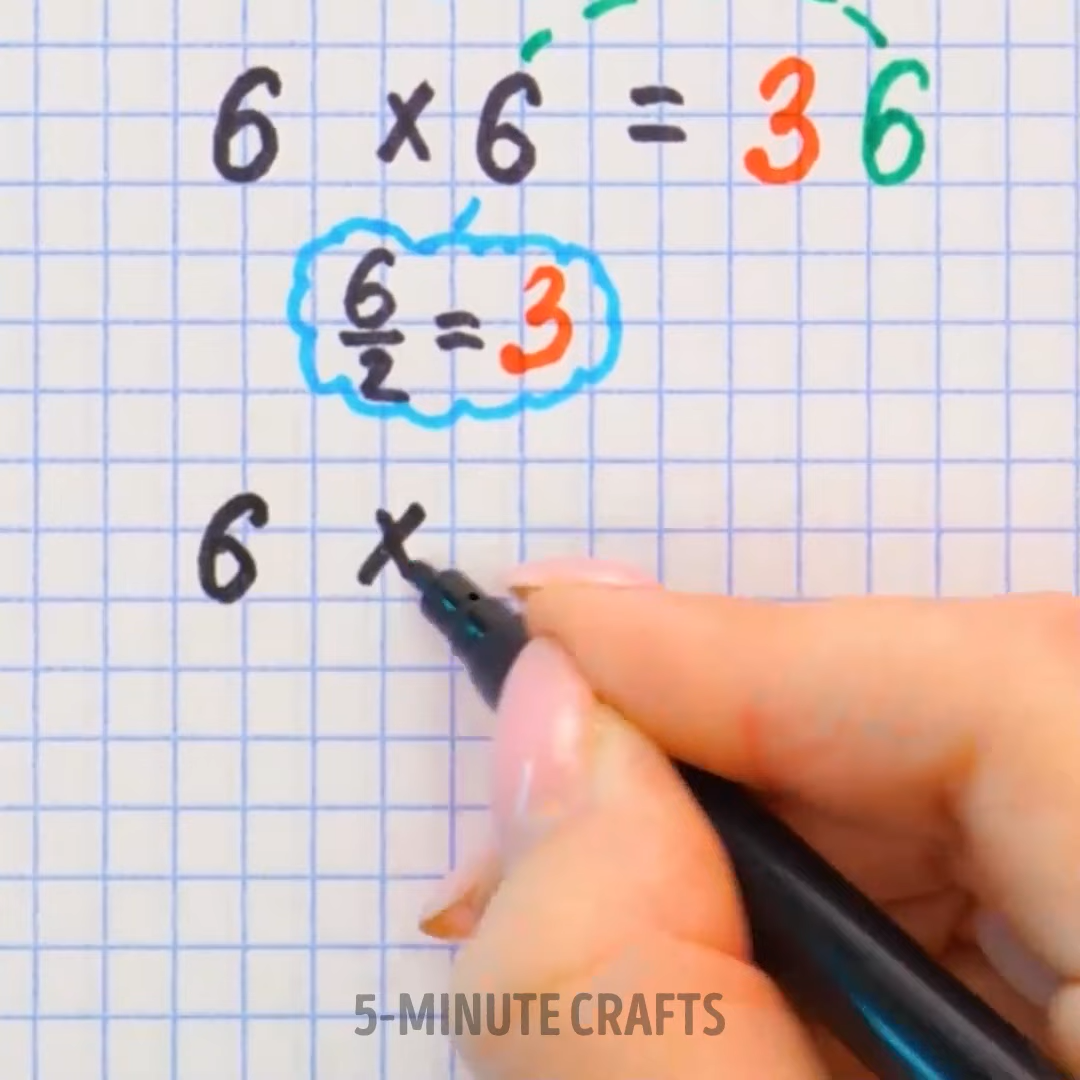 6 × 6 = 36
6/2 = 3
6 ×
5-MINUTE CRAFTS